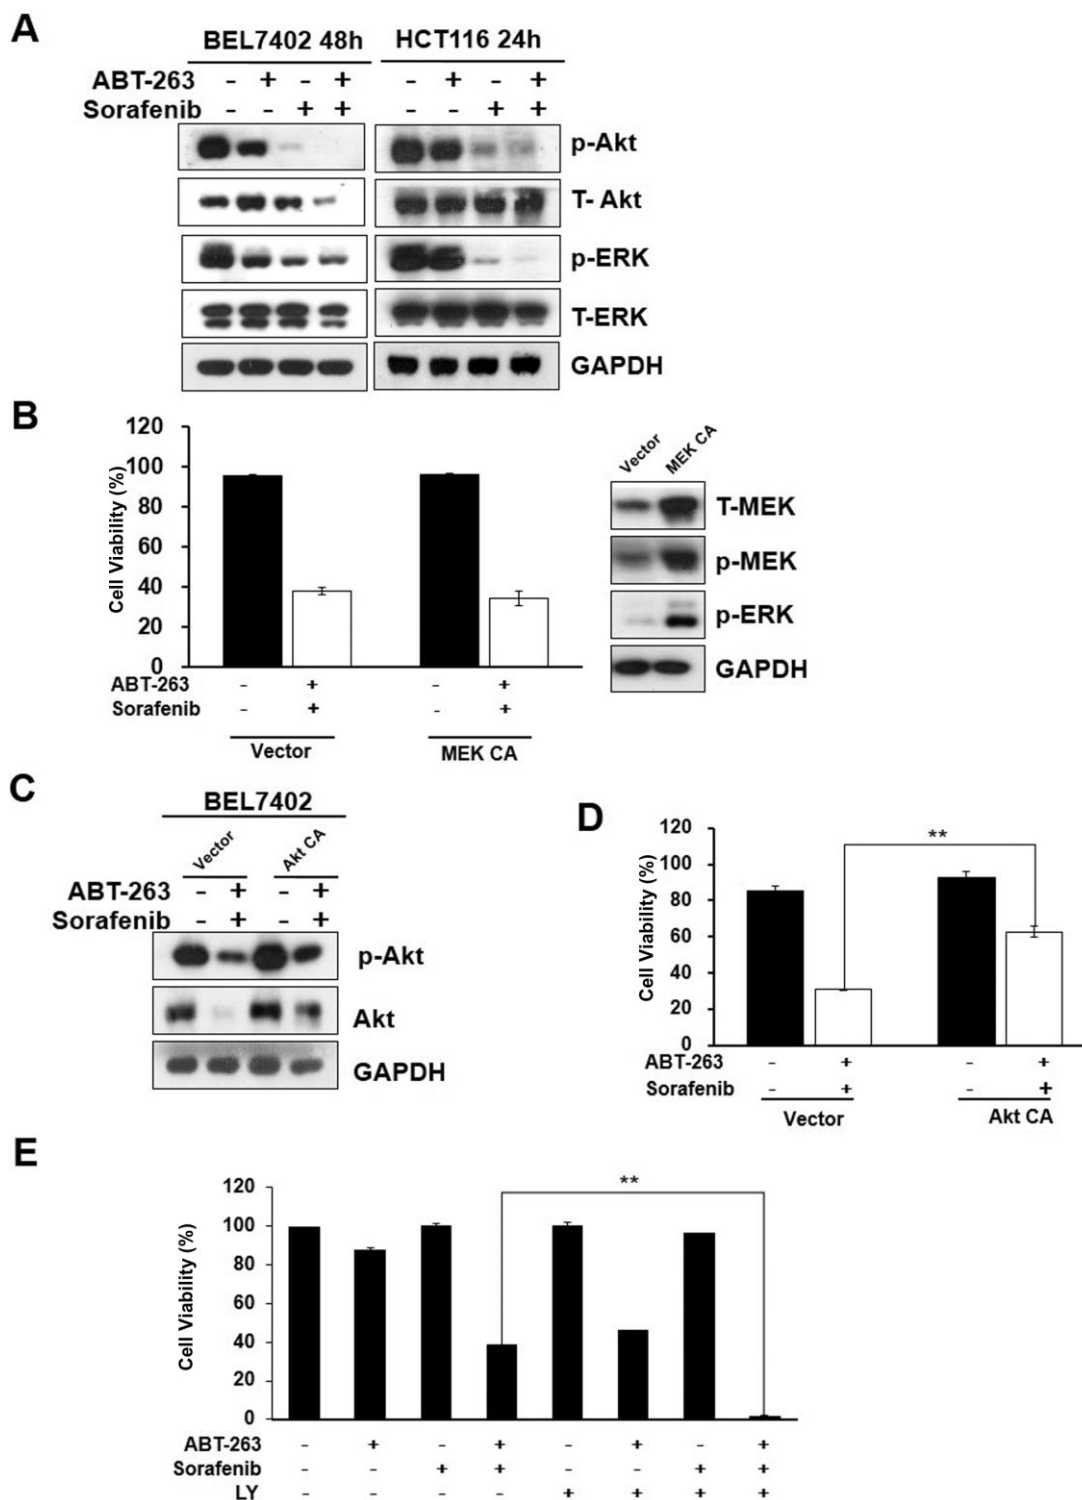 A
BEL7402 48h HCT116 24h
ABT-263 - + - + - + - +
Sorafenib - - + + - - + +
p-Akt
T- Akt
p-ERK
T-ERK
GAPDH
B
120
100
80
60
40
20
0
Cell Viability (%)
ABT-263 - + - +
Sorafenib - + - +
Vector MEK CA
Vector MEK CA
T-MEK
p-MEK
p-ERK
GAPDH
C
BEL7402
Vector Akt CA
ABT-263 - + - +
Sorafenib - + - +
p-Akt
Akt
GAPDH
D
120
100
80
60
40
20
0
Cell Viability (%)
**
ABT-263 - + - +
Sorafenib - + - +
Vector Akt CA
E
120
100
80
60
40
20
0
Cell Viability (%)
**
ABT-263 - + - + - + - +
Sorafenib - - + + - - + +
LY - - - - + + + +